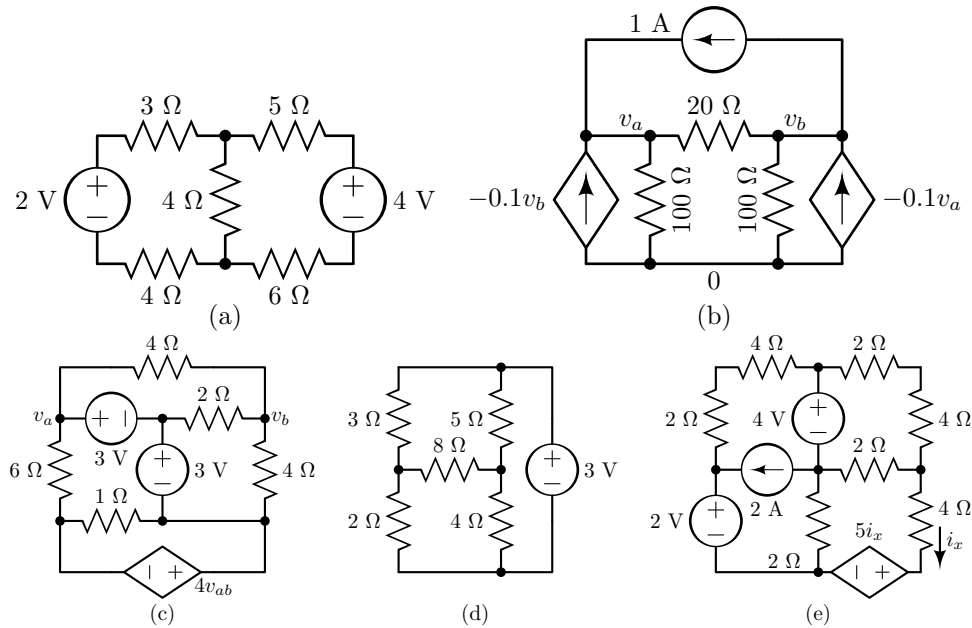 1 A
3 Ω 5 Ω
20 Ω
v_a v_b
2 V + − 4 Ω + − 4 V
−0.1v_b 100 Ω 100 Ω −0.1v_a
4 Ω 6 Ω
0
(a) (b)
4 Ω
4 Ω 2 Ω
2 Ω
v_a + − v_b
3 Ω 5 Ω
2 Ω 4 V + − 4 Ω
3 V
8 Ω
2 Ω
6 Ω + − 3 V 4 Ω
+ − 3 V
1 Ω
2 Ω 4 Ω
2 V + − 2 A 4 Ω
5i_x i_x
2 Ω
− + 4v_ab
− +
(c) (d) (e)